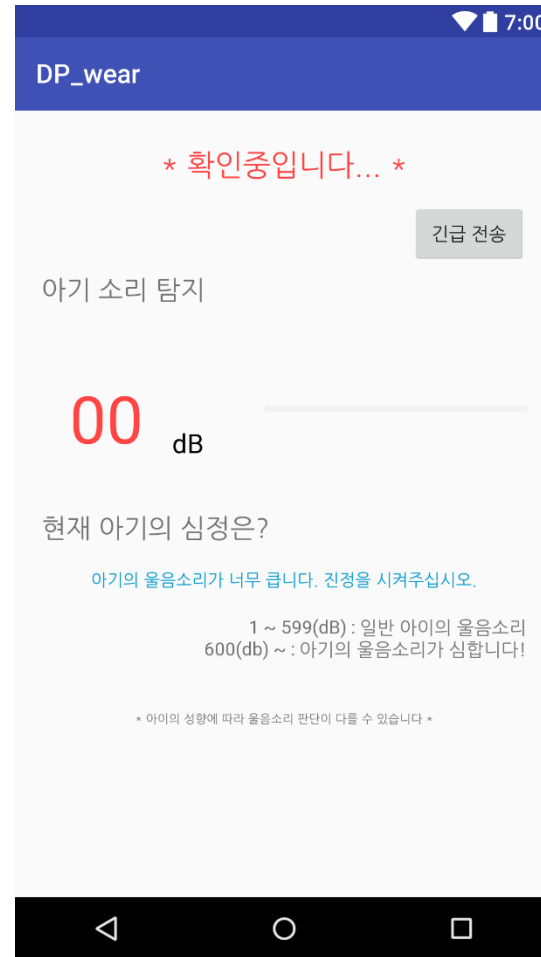 7:00
DP_wear
* 확인중입니다... *
긴급 전송
아기 소리 탐지
00 dB
현재 아기의 심정은?
아기의 울음소리가 너무 큽니다. 진정을 시켜주십시오.
1 ~ 599(dB) : 일반 아이의 울음소리
600(db) ~ : 아기의 울음소리가 심합니다!
* 아이의 성향에 따라 울음소리 판단이 다를 수 있습니다 *